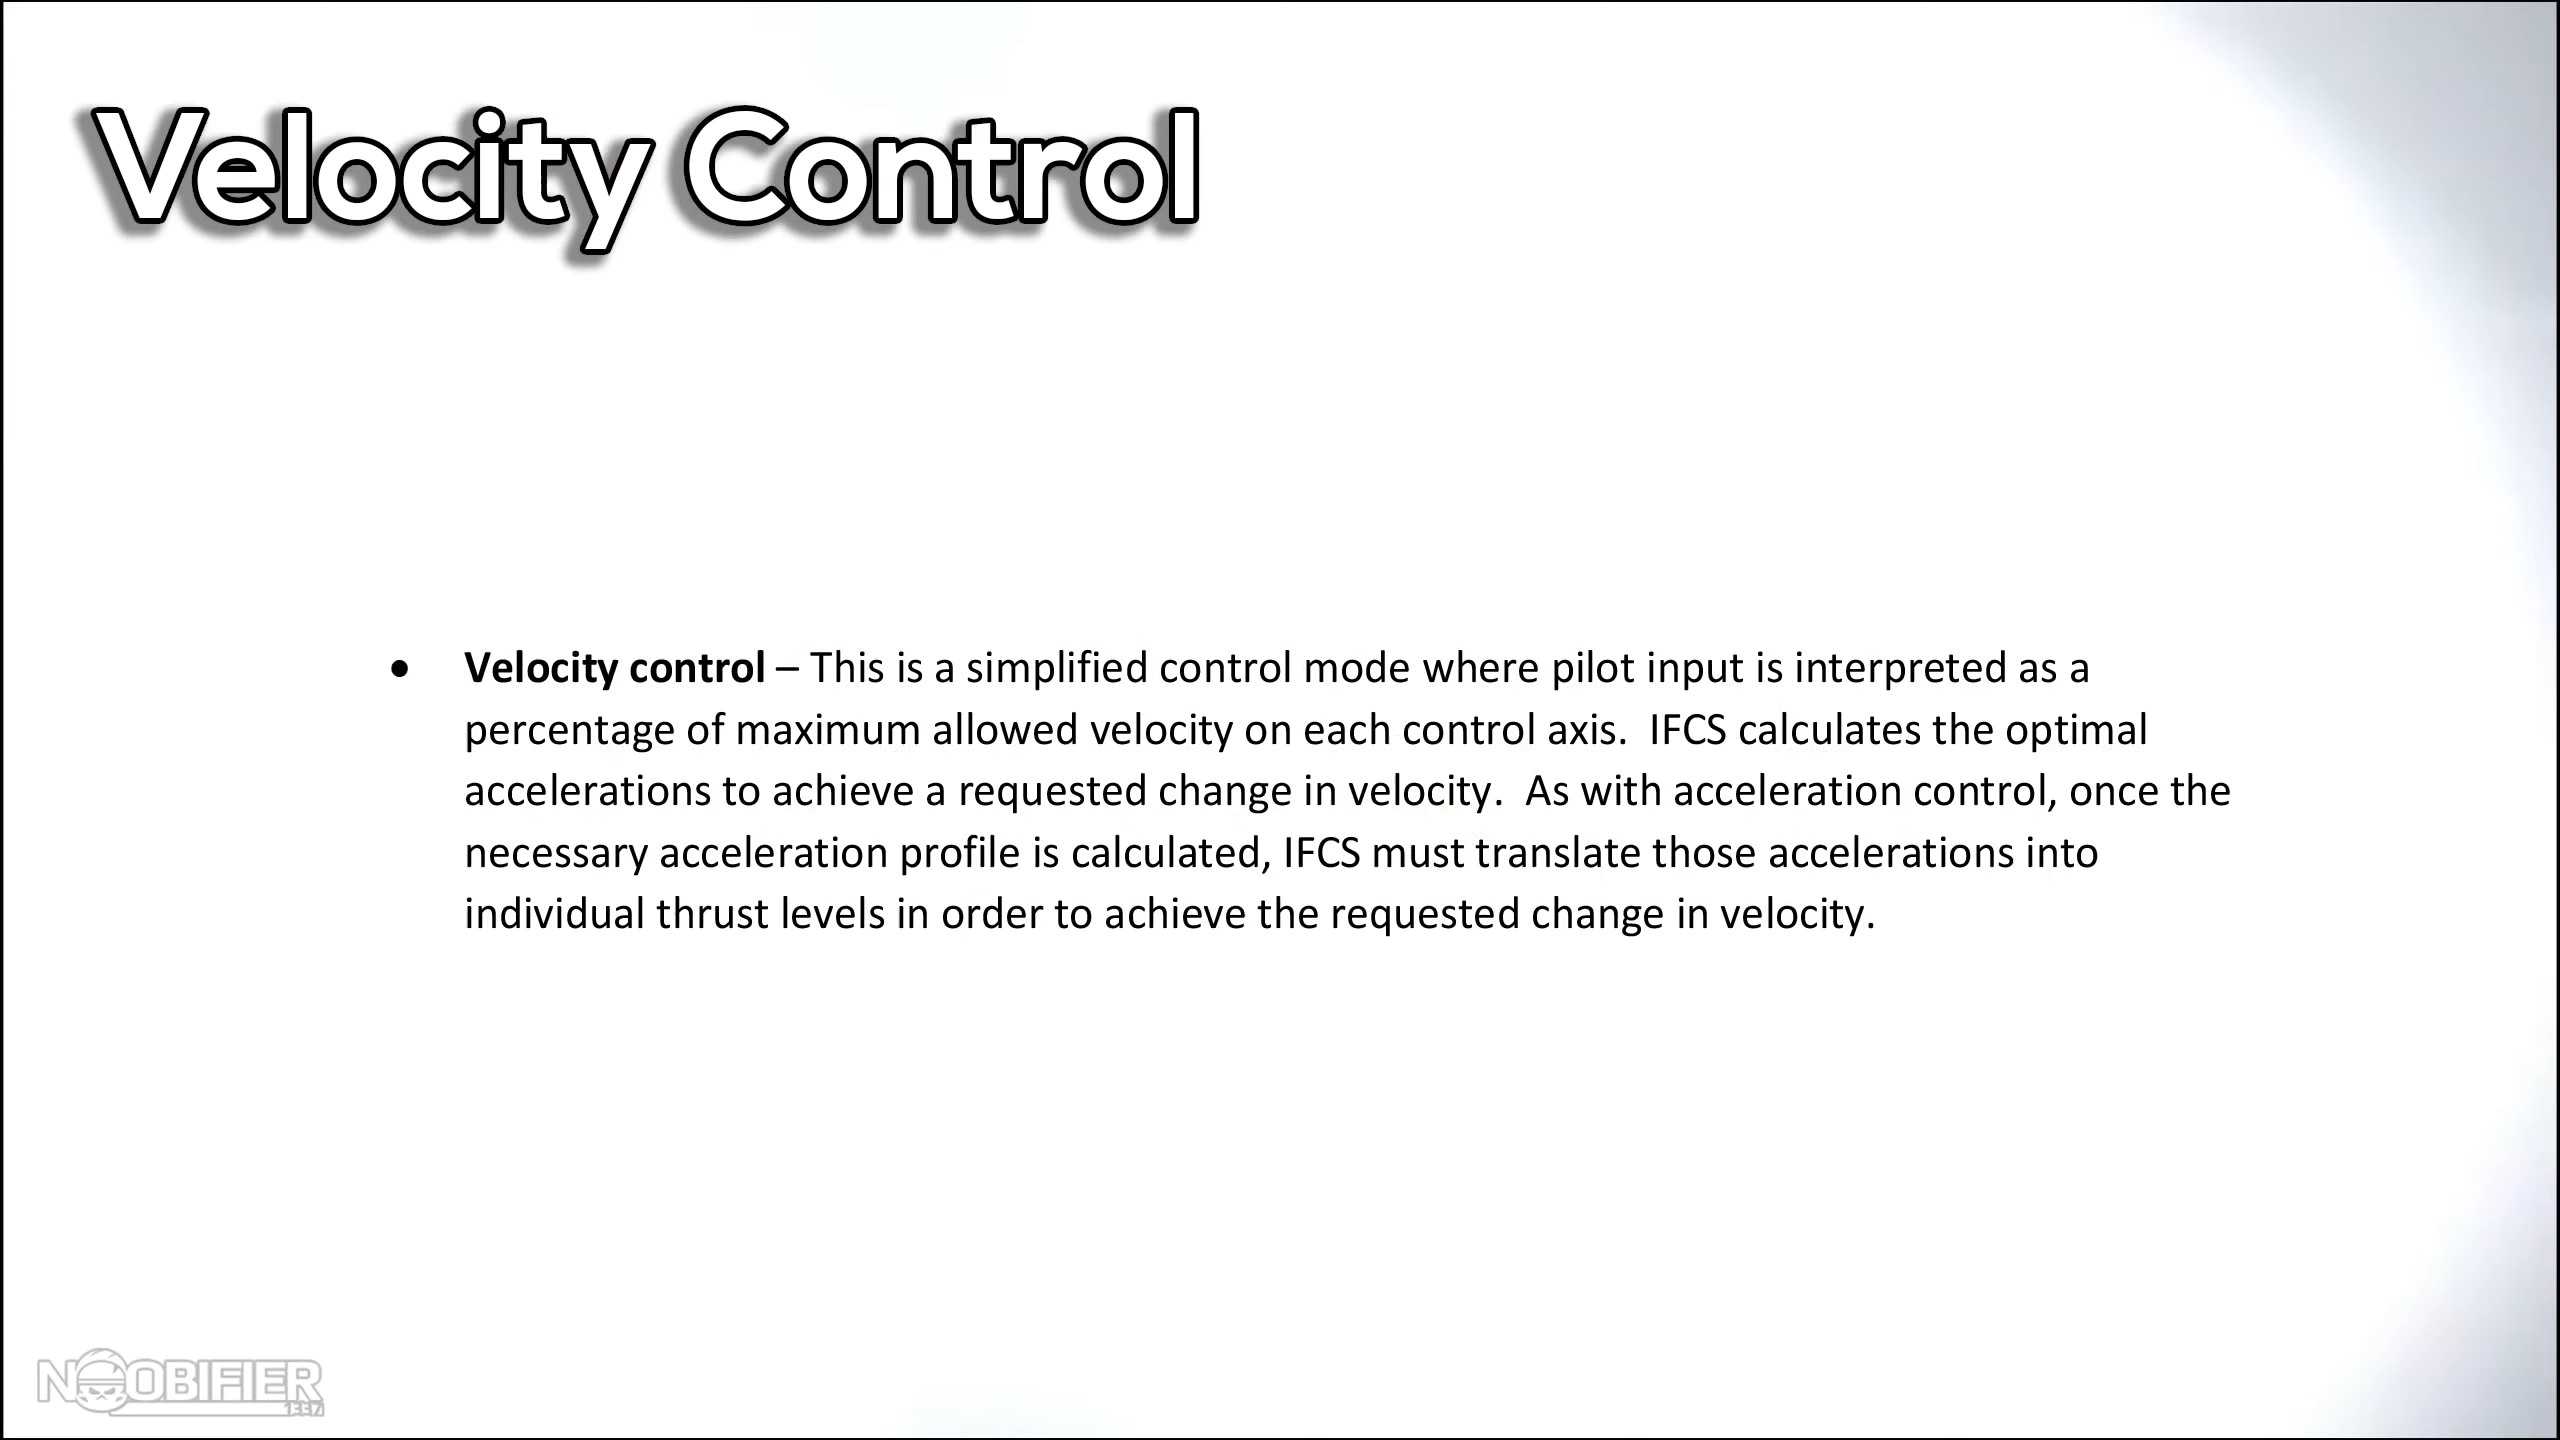 Velocity Control
• Velocity control – This is a simplified control mode where pilot input is interpreted as a
percentage of maximum allowed velocity on each control axis.  IFCS calculates the optimal
accelerations to achieve a requested change in velocity.  As with acceleration control, once the
necessary acceleration profile is calculated, IFCS must translate those accelerations into
individual thrust levels in order to achieve the requested change in velocity.
NOOBIFIER
1337